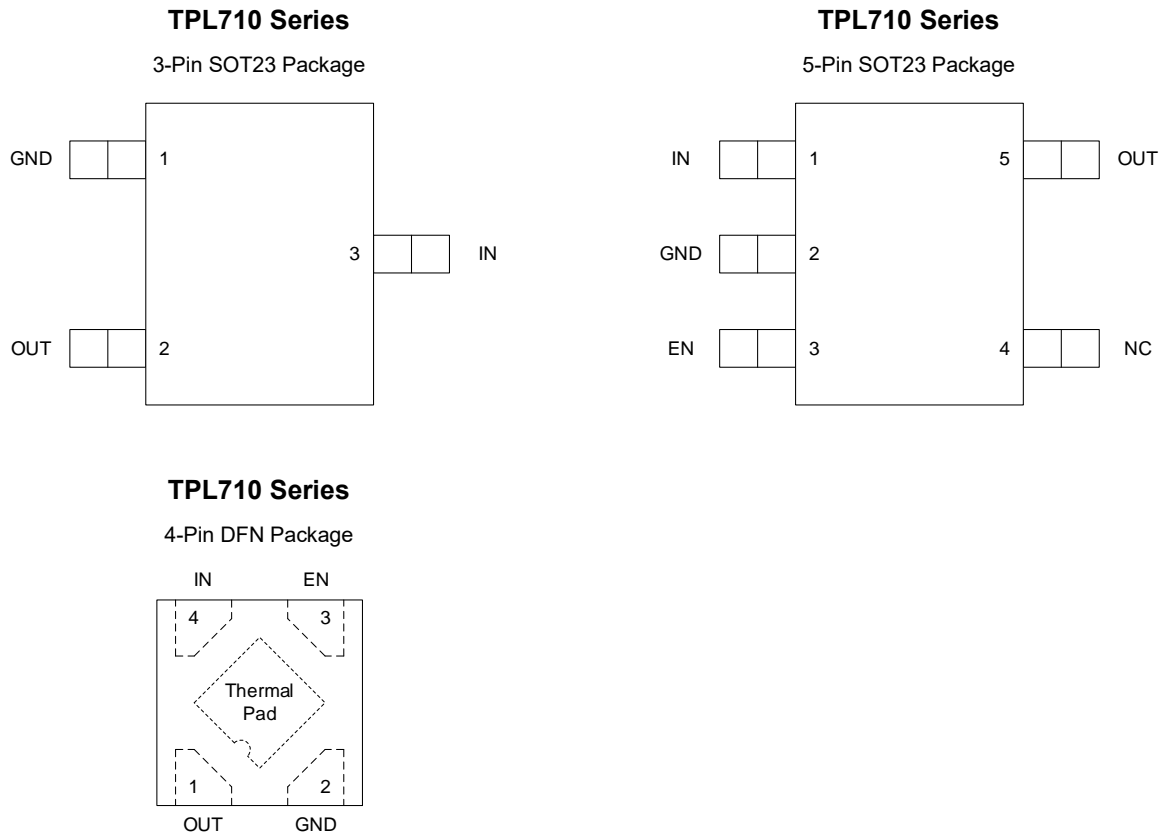 TPL710 Series
3-Pin SOT23 Package
GND
1
3
IN
OUT
2
TPL710 Series
5-Pin SOT23 Package
IN
1
5
OUT
GND
2
EN
3
4
NC
TPL710 Series
4-Pin DFN Package
IN
EN
4
3
Thermal
Pad
1
2
OUT
GND